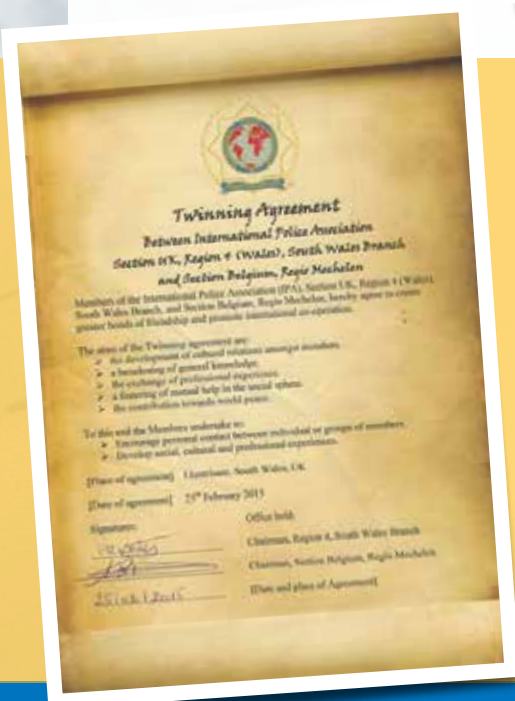 Twinning Agreement
Between International Police Association
Section UK, Region 4 (Wales), South Wales Branch
and Section Belgium, Regio Mechelen
Members of the International Police Association (IPA), Section UK, Region 4 (Wales),
South Wales Branch, and Section Belgium, Regio Mechelen, hereby agree to create
greater bonds of friendship and promote international co-operation.
The aims of the Twinning agreement are:
➢ the development of cultural relations amongst members.
➢ a broadening of general knowledge.
➢ the exchange of professional experience.
➢ a fostering of mutual help in the social sphere.
➢ the contribution towards world peace.
To this end the Members undertake to:
➢ Encourage personal contact between individual or groups of members.
➢ Develop social, cultural and professional experiences.
[Place of agreement] Llantrisant, South Wales, UK
[Date of agreement] 25th February 2015
Signatures: Office held:
Chairman, Region 4, South Wales Branch
Chairman, Section Belgium, Regio Mechelen
25/02/2015 [Date and place of Agreement]